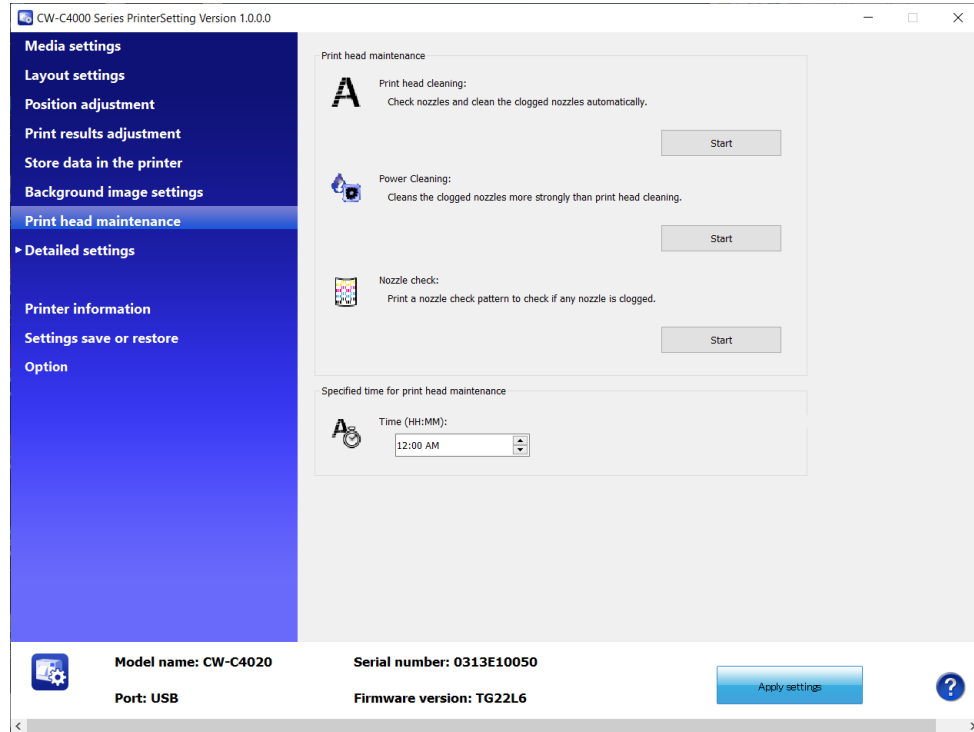 CW-C4000 Series PrinterSetting Version 1.0.0.0
Media settings
Layout settings
Position adjustment
Print results adjustment
Store data in the printer
Background image settings
Print head maintenance
Detailed settings
Printer information
Settings save or restore
Option
Print head maintenance
Print head cleaning:
Check nozzles and clean the clogged nozzles automatically.
Start
Power Cleaning:
Cleans the clogged nozzles more strongly than print head cleaning.
Start
Nozzle check:
Print a nozzle check pattern to check if any nozzle is clogged.
Start
Specified time for print head maintenance
Time (HH:MM):
12:00 AM
Model name: CW-C4020
Serial number: 0313E10050
Port: USB
Firmware version: TG22L6
Apply settings
?